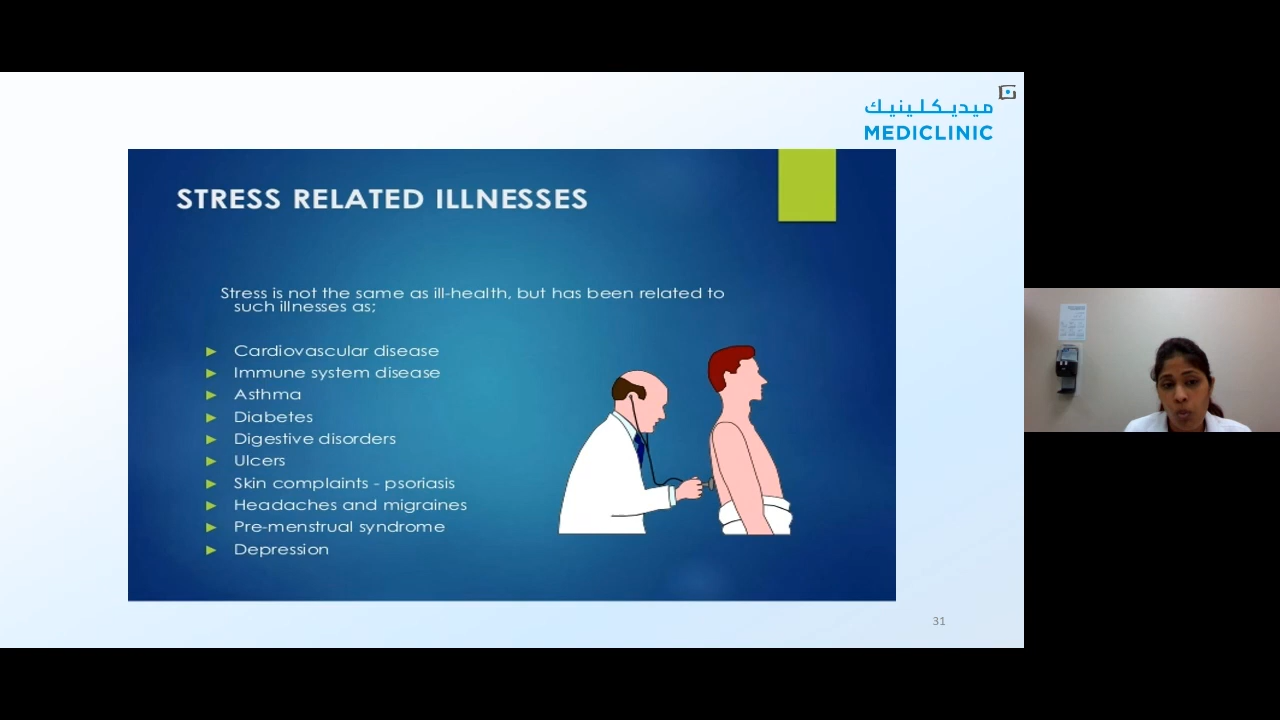 ميديكلينيك
MEDICLINIC
STRESS RELATED ILLNESSES
Stress is not the same as ill-health, but has been related to
such illnesses as;
Cardiovascular disease
Immune system disease
Asthma
Diabetes
Digestive disorders
Ulcers
Skin complaints - psoriasis
Headaches and migraines
Pre-menstrual syndrome
Depression
31